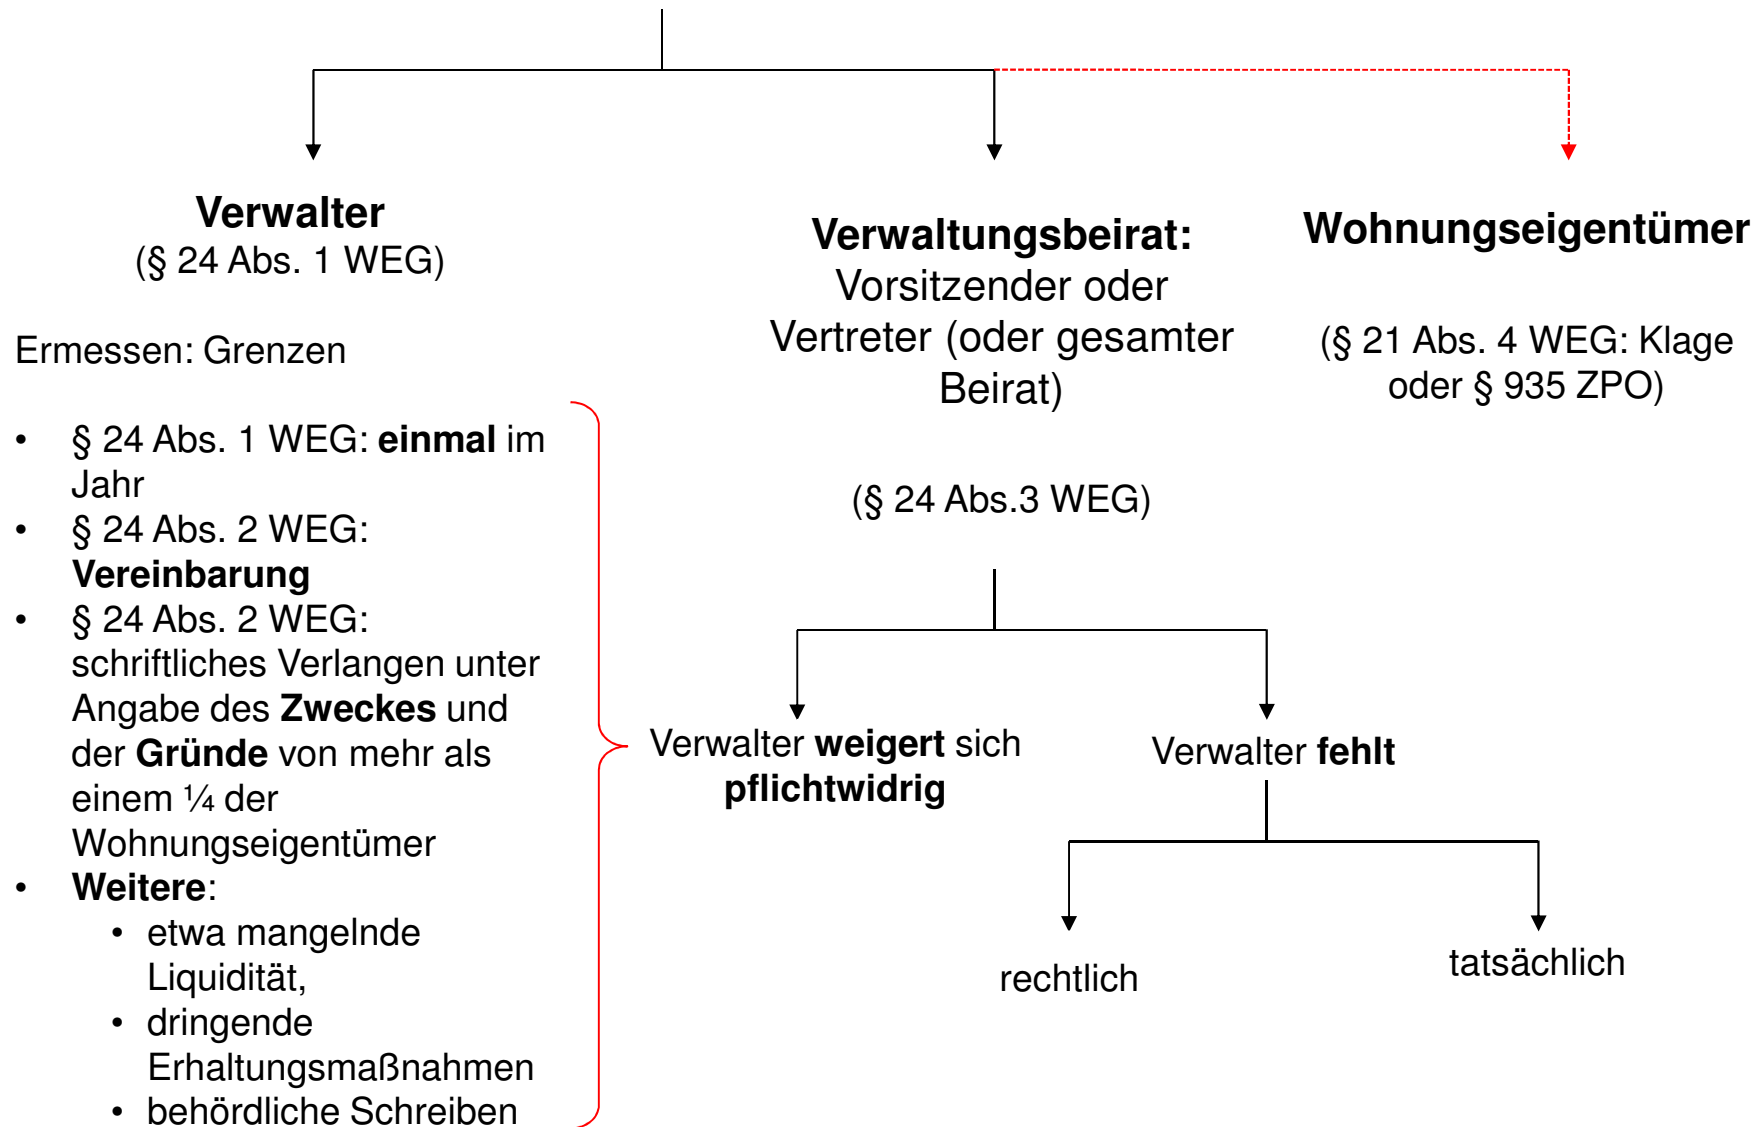 Verwalter
(§ 24 Abs. 1 WEG)
Ermessen: Grenzen
• § 24 Abs. 1 WEG: einmal im
Jahr
• § 24 Abs. 2 WEG:
Vereinbarung
• § 24 Abs. 2 WEG:
schriftliches Verlangen unter
Angabe des Zweckes und
der Gründe von mehr als
einem ¼ der
Wohnungseigentümer
• Weitere:
• etwa mangelnde
Liquidität,
• dringende
Erhaltungsmaßnahmen
• behördliche Schreiben
Verwaltungsbeirat:
Vorsitzender oder
Vertreter (oder gesamter
Beirat)
(§ 24 Abs.3 WEG)
Verwalter weigert sich
pflichtwidrig
Verwalter fehlt
rechtlich
tatsächlich
Wohnungseigentümer
(§ 21 Abs. 4 WEG: Klage
oder § 935 ZPO)